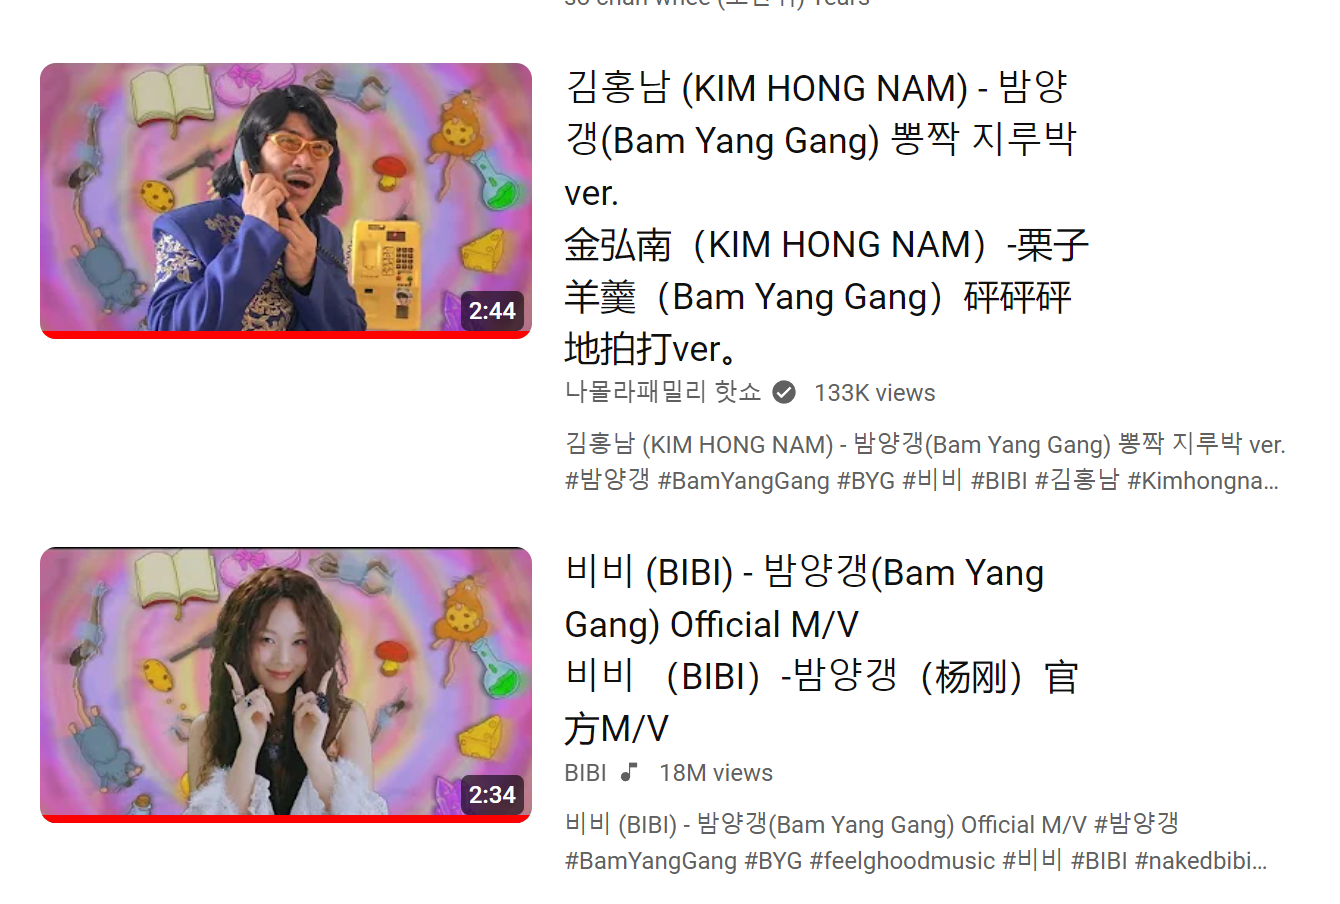 김홍남 (KIM HONG NAM) - 밤양
갱(Bam Yang Gang) 뽕짝 지루박
ver.
金弘南（KIM HONG NAM）-栗子
羊羹（Bam Yang Gang）砰砰砰
地拍打ver。
2:44
나몰라패밀리 핫쇼 133K views
김홍남 (KIM HONG NAM) - 밤양갱(Bam Yang Gang) 뽕짝 지루박 ver.
#밤양갱 #BamYangGang #BYG #비비 #BIBI #김홍남 #Kimhongna...
비비 (BIBI) - 밤양갱(Bam Yang
Gang) Official M/V
비비 （BIBI）-밤양갱（杨刚）官
方M/V
2:34
BIBI 18M views
비비 (BIBI) - 밤양갱(Bam Yang Gang) Official M/V #밤양갱
#BamYangGang #BYG #feelghoodmusic #비비 #BIBI #nakedbibi...